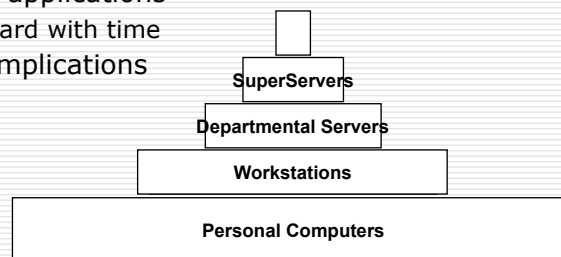 applications
ard with time
mplications
SuperServers
Departmental Servers
Workstations
Personal Computers